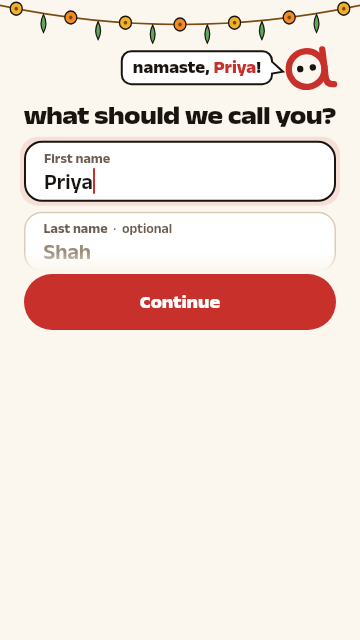 namaste, Priya!
what should we call you?
First name
Priya
Last name · optional
Shah
Continue